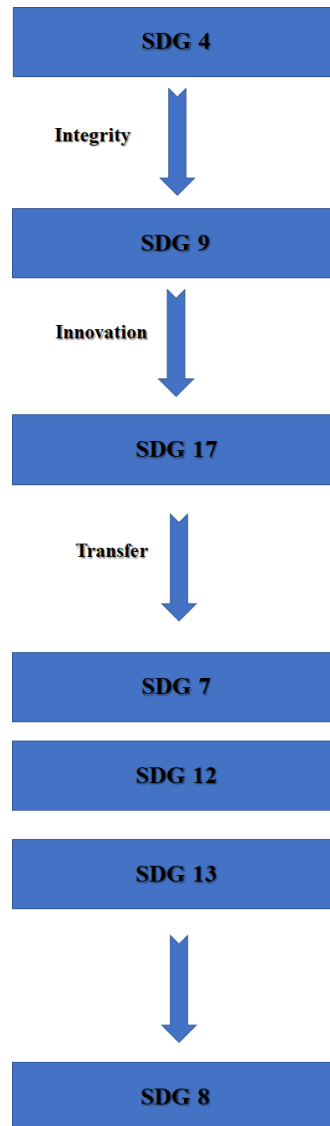 SDG 4
Integrity
SDG 9
Innovation
SDG 17
Transfer
SDG 7
SDG 12
SDG 13
SDG 8